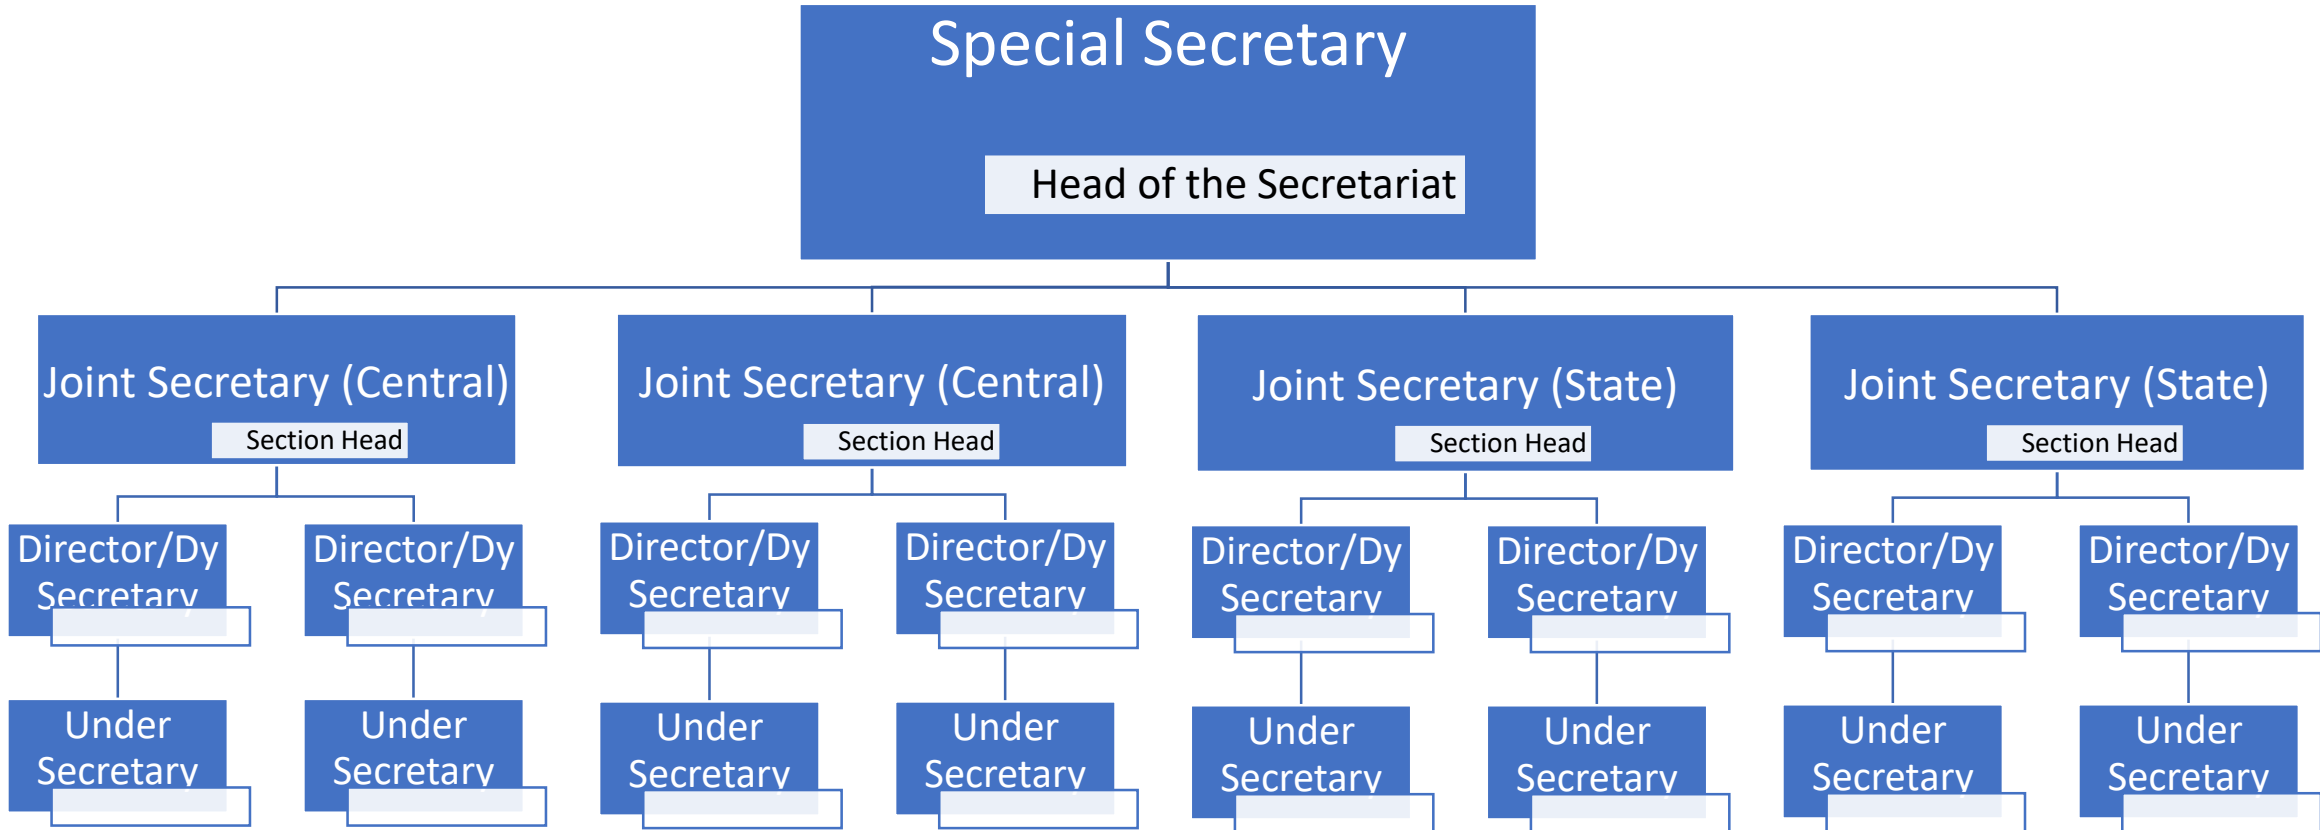 Special Secretary
Head of the Secretariat
Joint Secretary (Central)
Section Head
Joint Secretary (Central)
Section Head
Joint Secretary (State)
Section Head
Joint Secretary (State)
Section Head
Director/Dy
Secretary
Director/Dy
Secretary
Director/Dy
Secretary
Director/Dy
Secretary
Director/Dy
Secretary
Director/Dy
Secretary
Director/Dy
Secretary
Director/Dy
Secretary
Under
Secretary
Under
Secretary
Under
Secretary
Under
Secretary
Under
Secretary
Under
Secretary
Under
Secretary
Under
Secretary